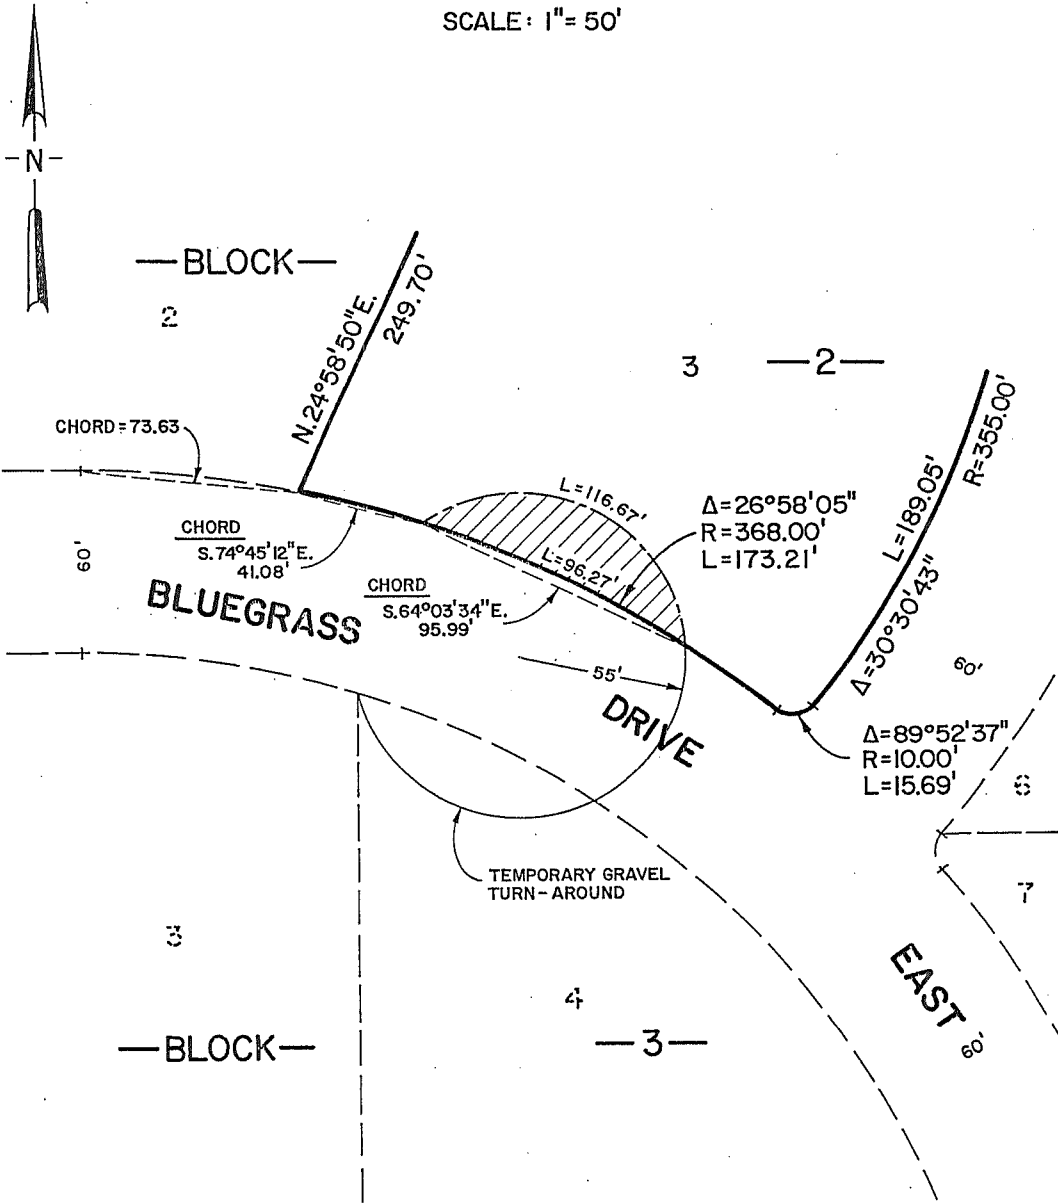 SCALE: 1"= 50'
-N-
—BLOCK—
2
N.24°58'50"E.
249.70'
3 —2—
CHORD = 73.63
L=189.05'
R=355.00'
Δ=30°30'43"
L=116.67'
Δ=26°58'05"
R=368.00'
L=173.21'
CHORD
S.74°45'12"E.
41.08'
60'
L=96.27'
CHORD
S.64°03'34"E.
95.99'
BLUEGRASS
55'
60'
DRIVE
Δ=89°52'37"
R=10.00'
L=15.69'
6
TEMPORARY GRAVEL
TURN-AROUND
7
3
EAST
4
60'
—BLOCK— —3—